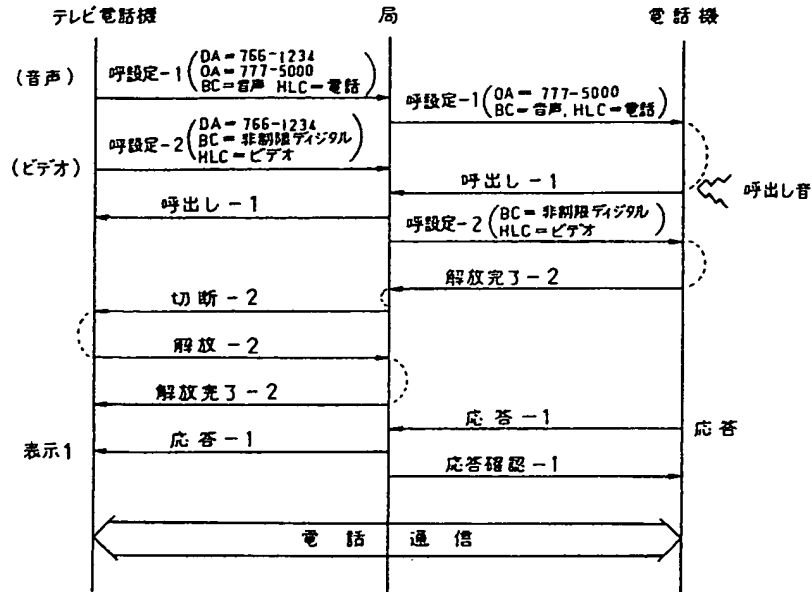 テレビ電話機
局
電話機
(音声)
呼設定-1
DA=766-1234
OA=777-5000
BC=音声 HLC=電話
呼設定-1
OA=777-5000
BC=音声, HLC=電話
呼設定-2
DA=766-1234
BC=非制限ディジタル
HLC=ビデオ
(ビデオ)
呼出し-1
呼出し音
呼出し-1
呼設定-2
BC=非制限ディジタル
HLC=ビデオ
解放完了-2
切断-2
解放-2
解放完了-2
応答-1
応答
表示1
応答-1
応答確認-1
電話 通信